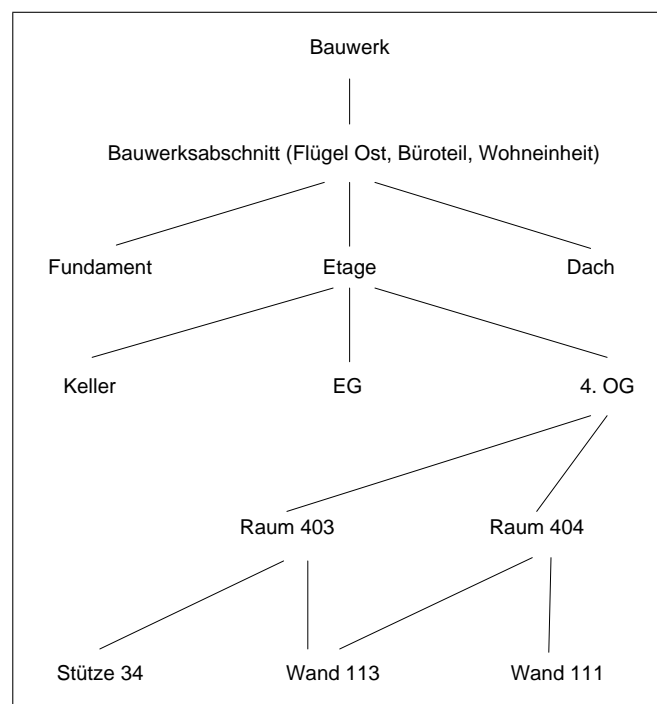 Bauwerk
Bauwerksabschnitt (Flügel Ost, Büroteil, Wohneinheit)
Fundament Etage Dach
Keller EG 4. OG
Raum 403 Raum 404
Stütze 34 Wand 113 Wand 111